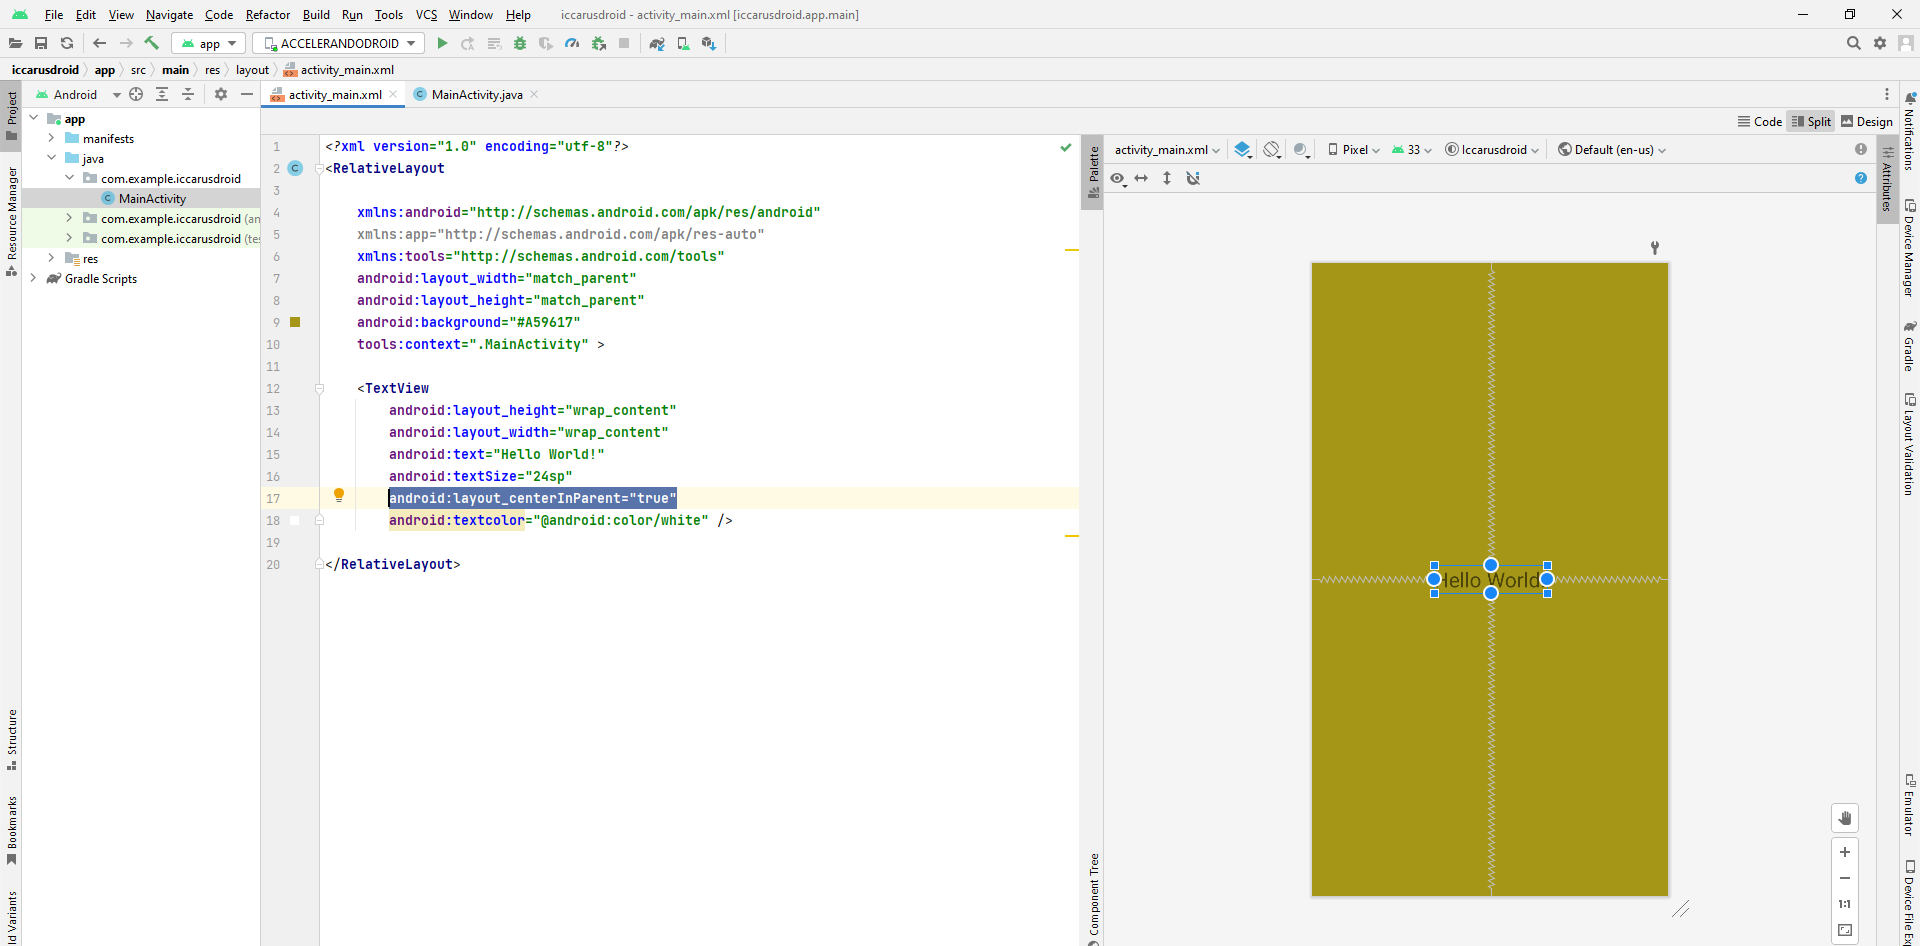 File Edit View Navigate Code Refactor Build Run Tools VCS Window Help iccarusdroid - activity_main.xml [iccarusdroid.app.main]
app ACCELERANDODROID
iccarusdroid app src main res layout activity_main.xml
Project
Resource Manager
Structure
Bookmarks
ld Variants
Android
app
manifests
java
com.example.iccarusdroid
MainActivity
com.example.iccarusdroid (an
com.example.iccarusdroid (tes
res
Gradle Scripts
activity_main.xml MainActivity.java
Code Split Design
1 <?xml version="1.0" encoding="utf-8"?>
2 <RelativeLayout
3
4 xmlns:android="http://schemas.android.com/apk/res/android"
5 xmlns:app="http://schemas.android.com/apk/res-auto"
6 xmlns:tools="http://schemas.android.com/tools"
7 android:layout_width="match_parent"
8 android:layout_height="match_parent"
9 android:background="#A59617"
10 tools:context=".MainActivity" >
11
12 <TextView
13 android:layout_height="wrap_content"
14 android:layout_width="wrap_content"
15 android:text="Hello World!"
16 android:textSize="24sp"
17 android:layout_centerInParent="true"
18 android:textcolor="@android:color/white" />
19
20 </RelativeLayout>
Palette
Component Tree
activity_main.xml Pixel 33 Iccarusdroid Default (en-us)
Hello World
1:1
Attributes
Notifications
Device Manager
Gradle
Layout Validation
Emulator
Device File Exp